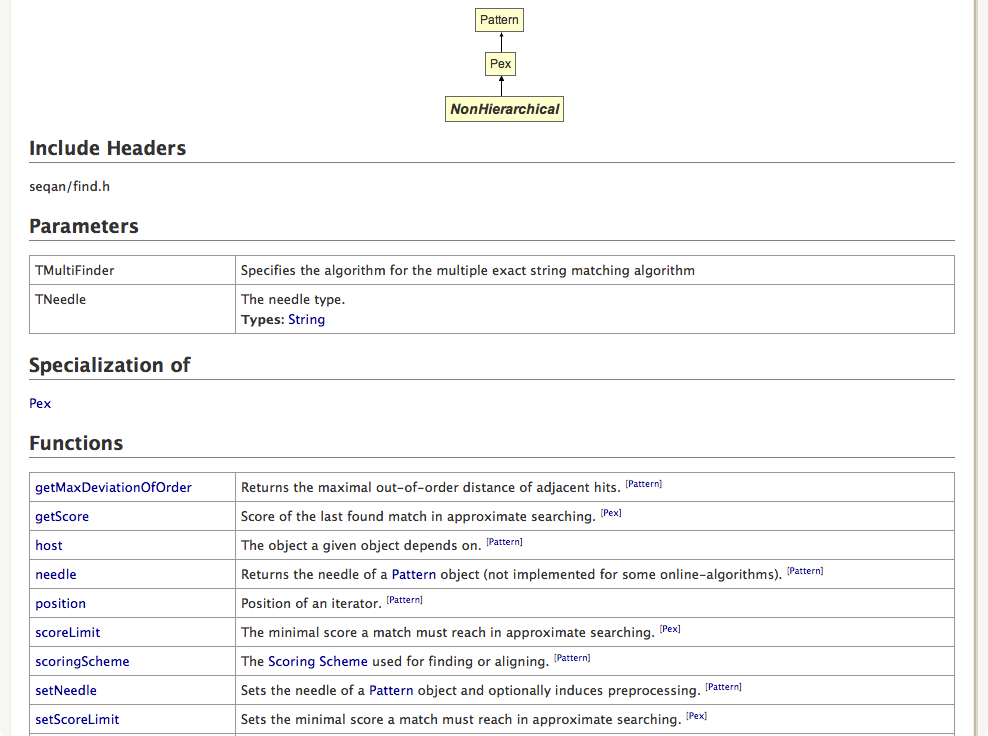 Pattern
Pex
NonHierarchical
Include Headers
seqan/find.h
Parameters
TMultiFinder Specifies the algorithm for the multiple exact string matching algorithm
TNeedle The needle type.
Types: String
Specialization of
Pex
Functions
getMaxDeviationOfOrder Returns the maximal out-of-order distance of adjacent hits. [Pattern]
getScore Score of the last found match in approximate searching. [Pex]
host The object a given object depends on. [Pattern]
needle Returns the needle of a Pattern object (not implemented for some online-algorithms). [Pattern]
position Position of an iterator. [Pattern]
scoreLimit The minimal score a match must reach in approximate searching. [Pex]
scoringScheme The Scoring Scheme used for finding or aligning. [Pattern]
setNeedle Sets the needle of a Pattern object and optionally induces preprocessing. [Pattern]
setScoreLimit Sets the minimal score a match must reach in approximate searching. [Pex]